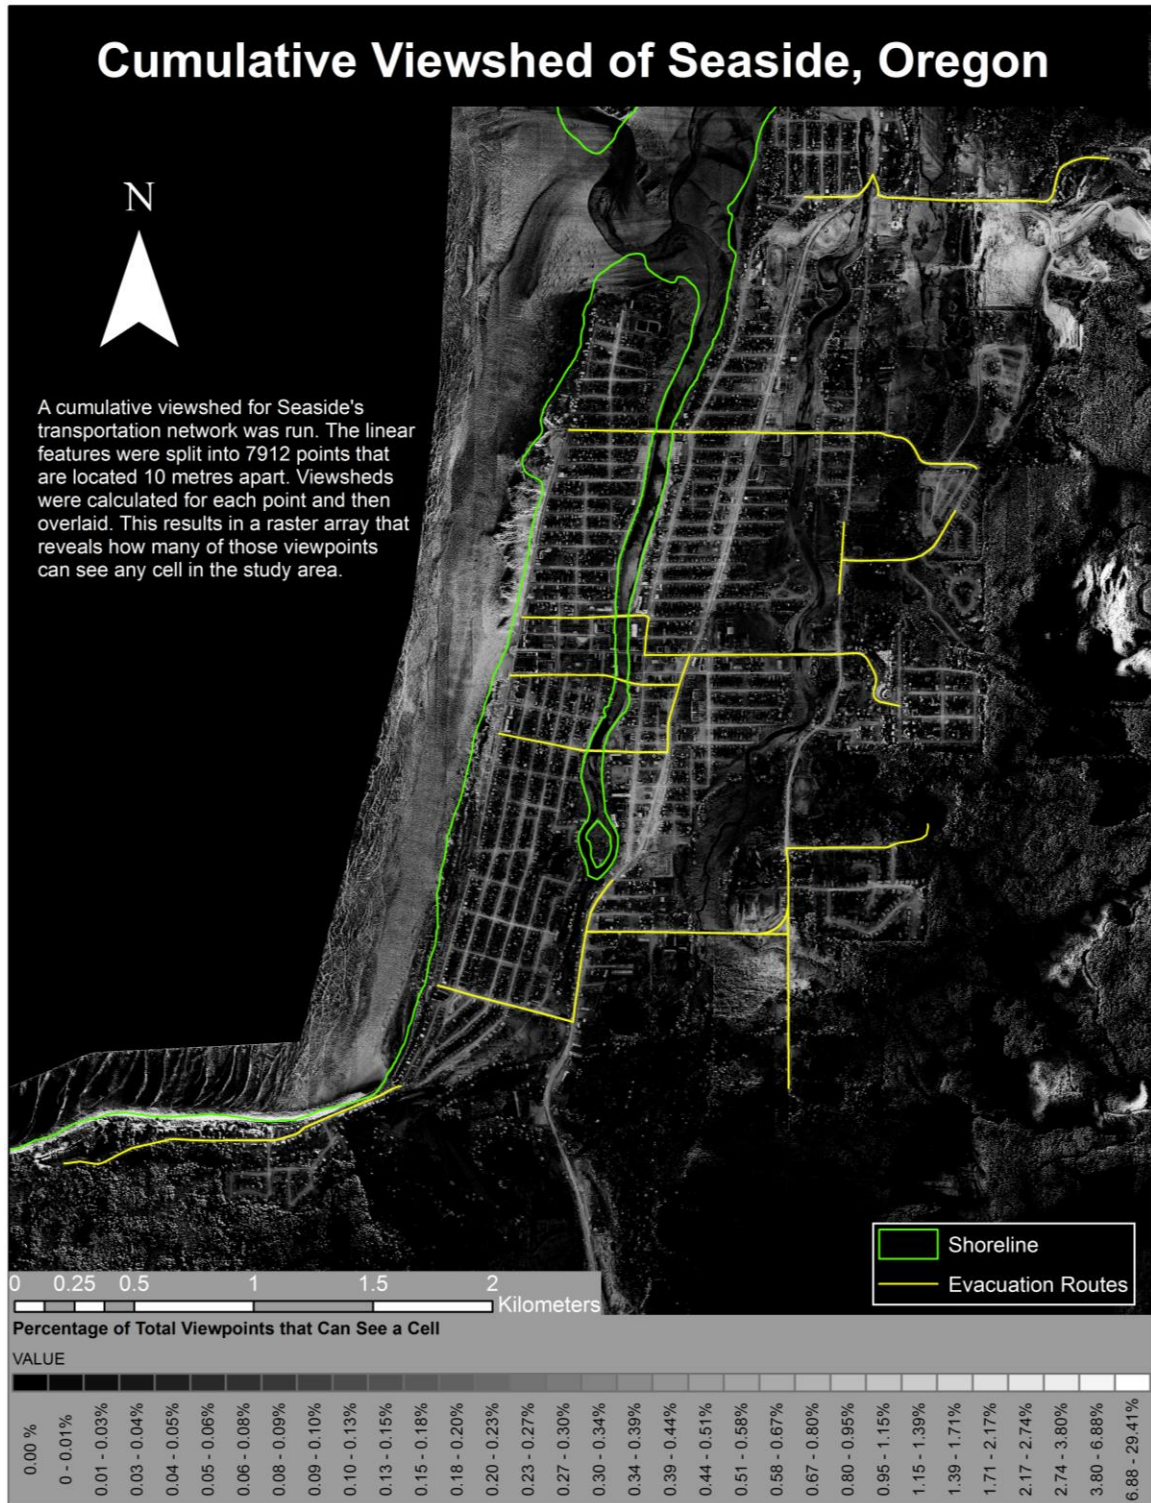 Cumulative Viewshed of Seaside, Oregon
N
A cumulative viewshed for Seaside's
transportation network was run. The linear
features were split into 7912 points that
are located 10 metres apart. Viewsheds
were calculated for each point and then
overlaid. This results in a raster array that
reveals how many of those viewpoints
can see any cell in the study area.
Shoreline
Evacuation Routes
0 0.25 0.5 1 1.5 2
Kilometers
Percentage of Total Viewpoints that Can See a Cell
VALUE
0.00 %
0 - 0.01%
0.01 - 0.03%
0.03 - 0.04%
0.04 - 0.05%
0.05 - 0.06%
0.06 - 0.08%
0.08 - 0.09%
0.09 - 0.10%
0.10 - 0.13%
0.13 - 0.15%
0.15 - 0.18%
0.18 - 0.20%
0.20 - 0.23%
0.23 - 0.27%
0.27 - 0.30%
0.30 - 0.34%
0.34 - 0.39%
0.39 - 0.44%
0.44 - 0.51%
0.51 - 0.58%
0.58 - 0.67%
0.67 - 0.80%
0.80 - 0.95%
0.95 - 1.15%
1.15 - 1.39%
1.39 - 1.71%
1.71 - 2.17%
2.17 - 2.74%
2.74 - 3.80%
3.80 - 6.88%
6.88 - 29.41%